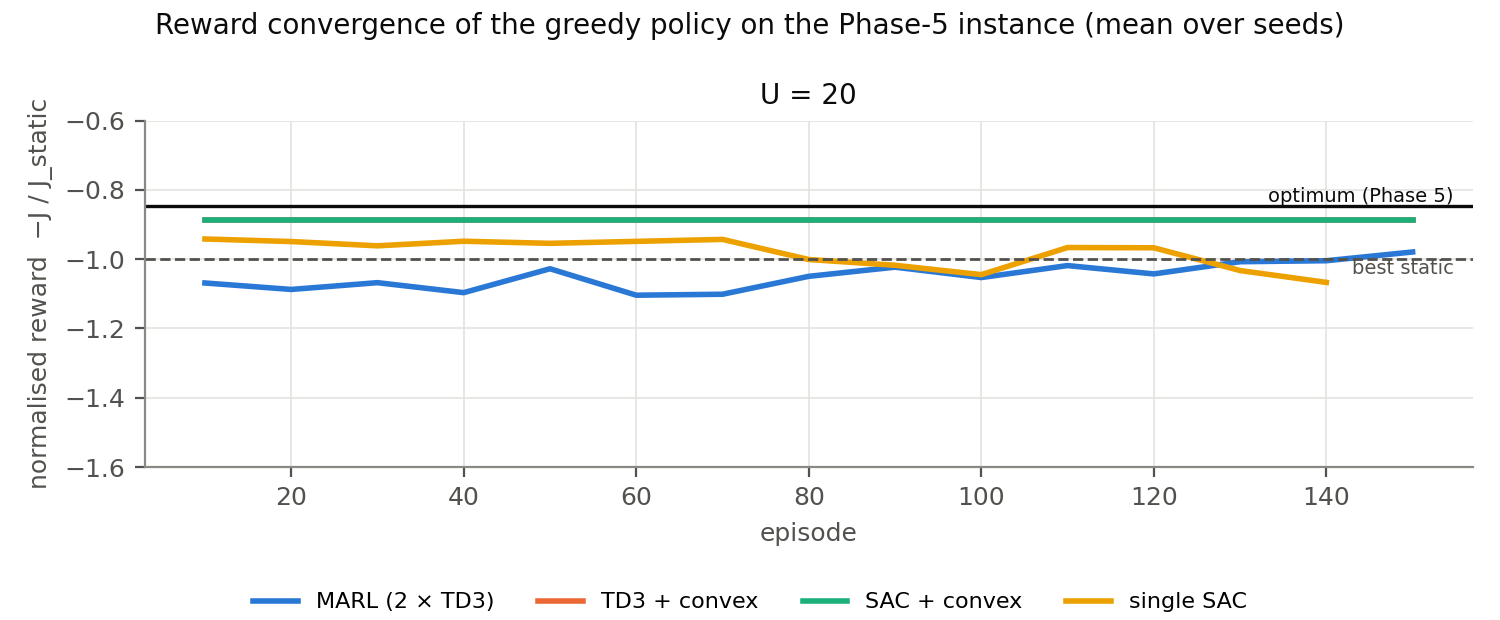 Reward convergence of the greedy policy on the Phase-5 instance (mean over seeds)
U = 20
normalised reward −J / J_static
−0.6
−0.8
−1.0
−1.2
−1.4
−1.6
optimum (Phase 5)
best static
20
40
60
80
100
120
140
episode
MARL (2 × TD3)
TD3 + convex
SAC + convex
single SAC